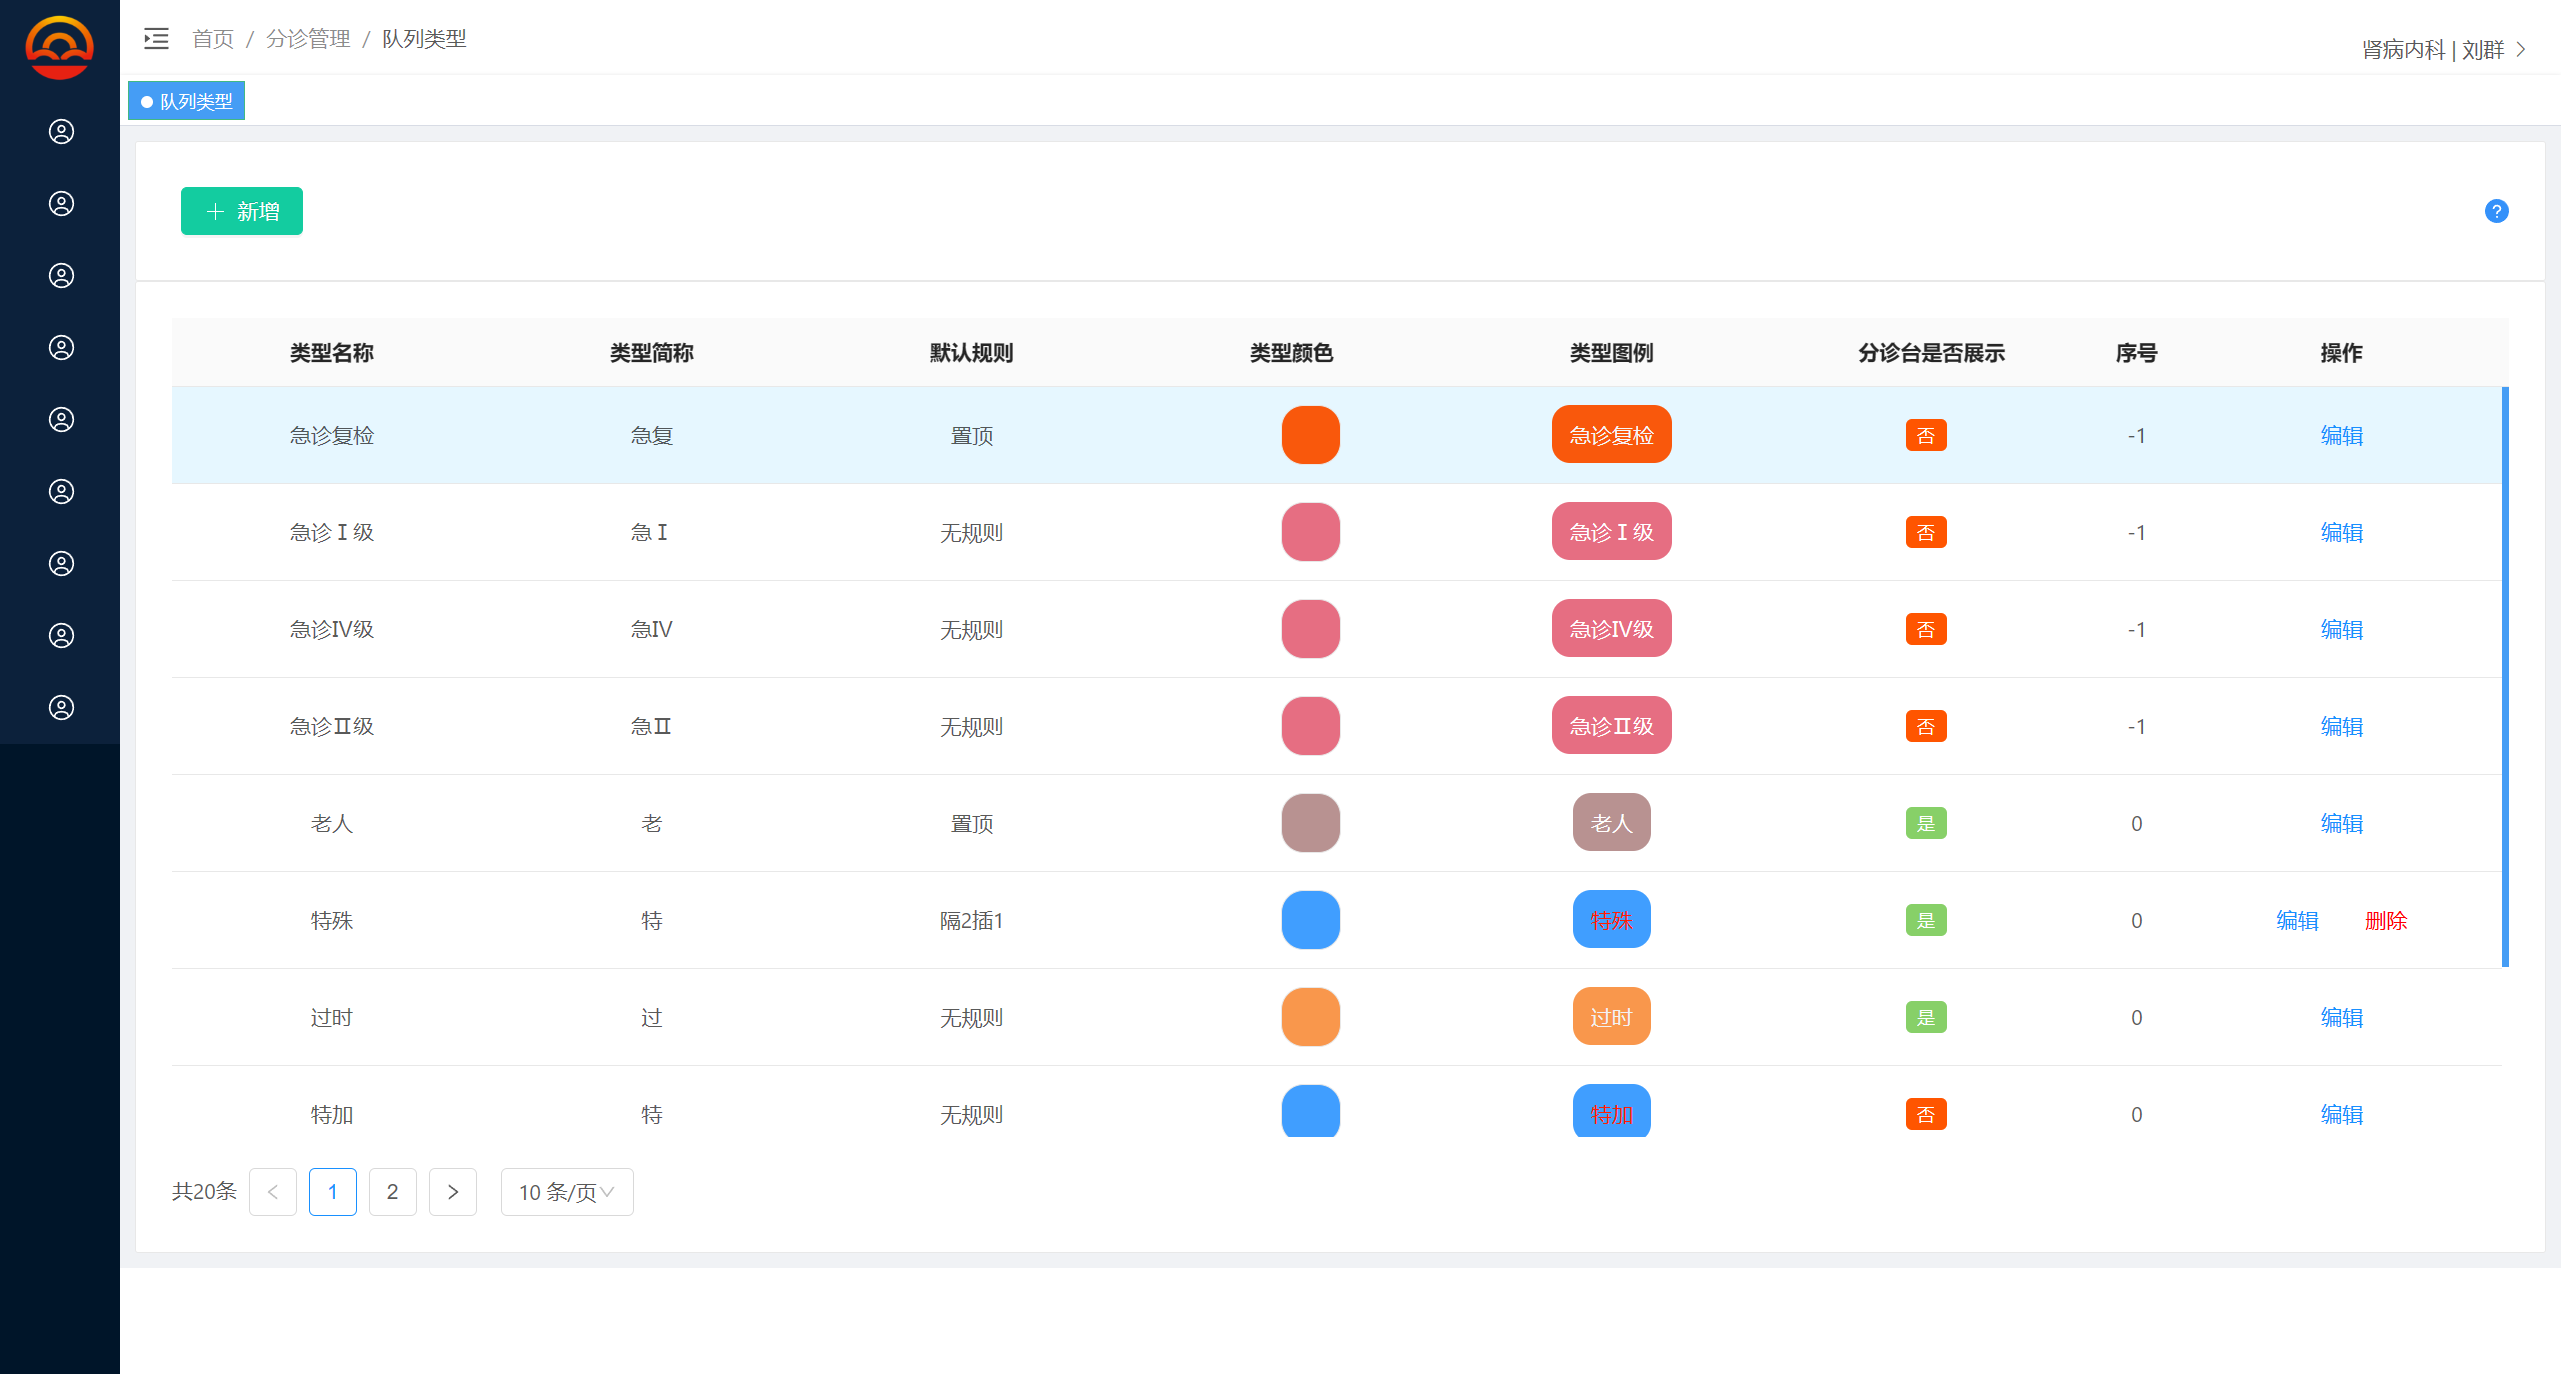 首页 / 分诊管理 / 队列类型
肾病内科 | 刘群
队列类型
新增
?
类型名称 类型简称 默认规则 类型颜色 类型图例 分诊台是否展示 序号 操作
急诊复检 急复 置顶 急诊复检 否 -1 编辑
急诊Ⅰ级 急Ⅰ 无规则 急诊Ⅰ级 否 -1 编辑
急诊IV级 急IV 无规则 急诊IV级 否 -1 编辑
急诊Ⅱ级 急Ⅱ 无规则 急诊Ⅱ级 否 -1 编辑
老人 老 置顶 老人 是 0 编辑
特殊 特 隔2插1 特殊 是 0 编辑 删除
过时 过 无规则 过时 是 0 编辑
特加 特 无规则 特加 否 0 编辑
共20条 1 2 10 条/页